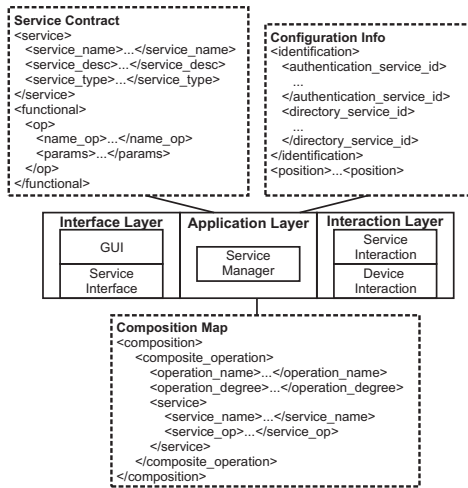 Service Contract
<service>
<service_name>...</service_name>
<service_desc>...</service_desc>
<service_type>...</service_type>
</service>
<functional>
<op>
<name_op>...</name_op>
<params>...</params>
</op>
</functional>
Configuration Info
<identification>
<authentication_service_id>
...
</authentication_service_id>
<directory_service_id>
...
</directory_service_id>
</identification>
<position>...<position>
Interface Layer
GUI
Service
Interface
Application Layer
Service
Manager
Interaction Layer
Service
Interaction
Device
Interaction
Composition Map
<composition>
<composite_operation>
<operation_name>...</operation_name>
<operation_degree>...</operation_degree>
<service>
<service_name>...</service_name>
<service_op>...</service_op>
</service>
</composite_operation>
</composition>